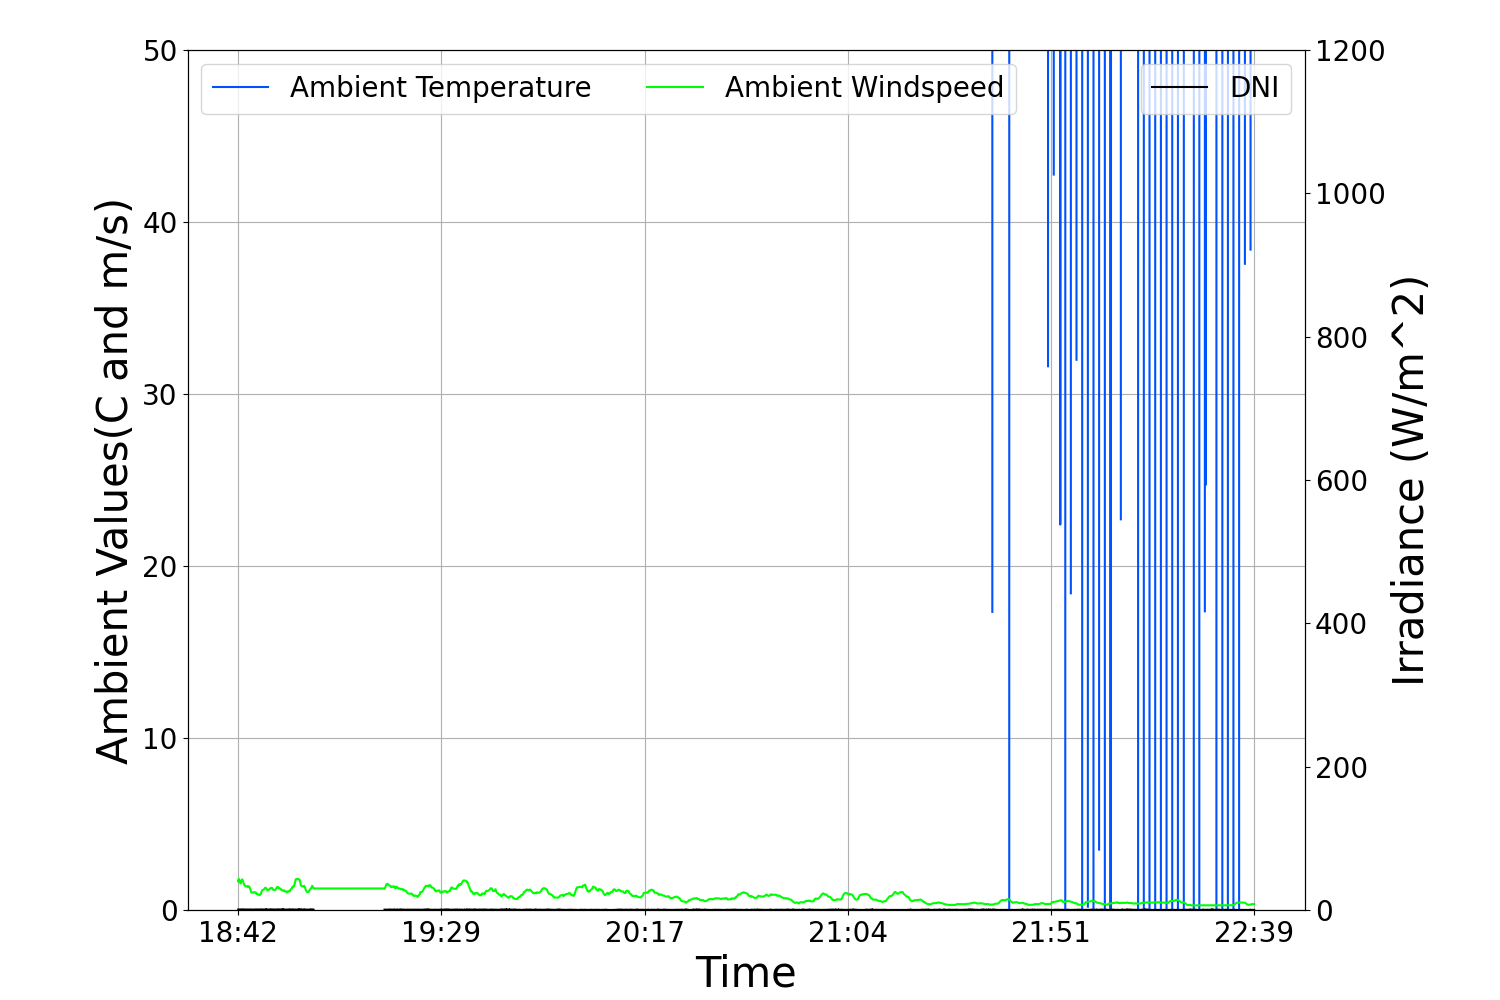 Ambient Temperature Ambient Windspeed DNI
50
40
30
20
10
0
Ambient Values(C and m/s)
1200
1000
800
600
400
200
0
Irradiance (W/m^2)
18:42 19:29 20:17 21:04 21:51 22:39
Time